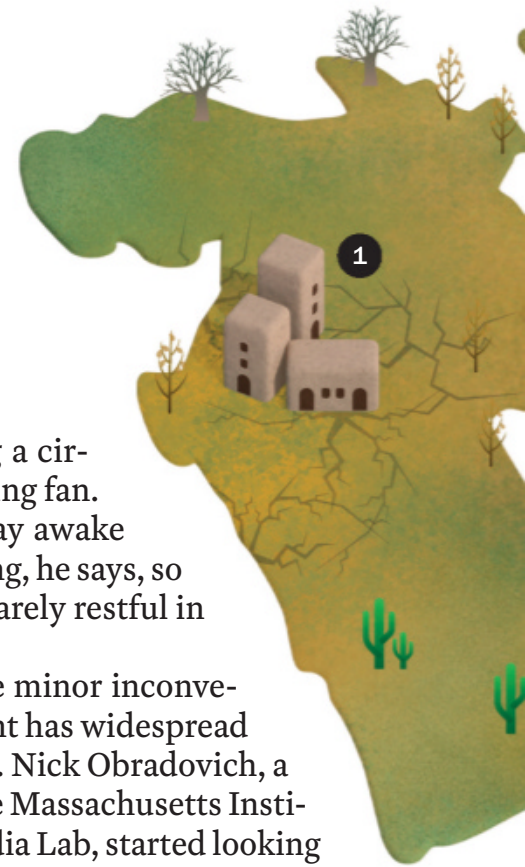 1
g a cir-
ing fan.
ay awake
ng, he says, so
arely restful in
e minor inconve-
nt has widespread
. Nick Obradovich, a
e Massachusetts Insti-
dia Lab, started looking